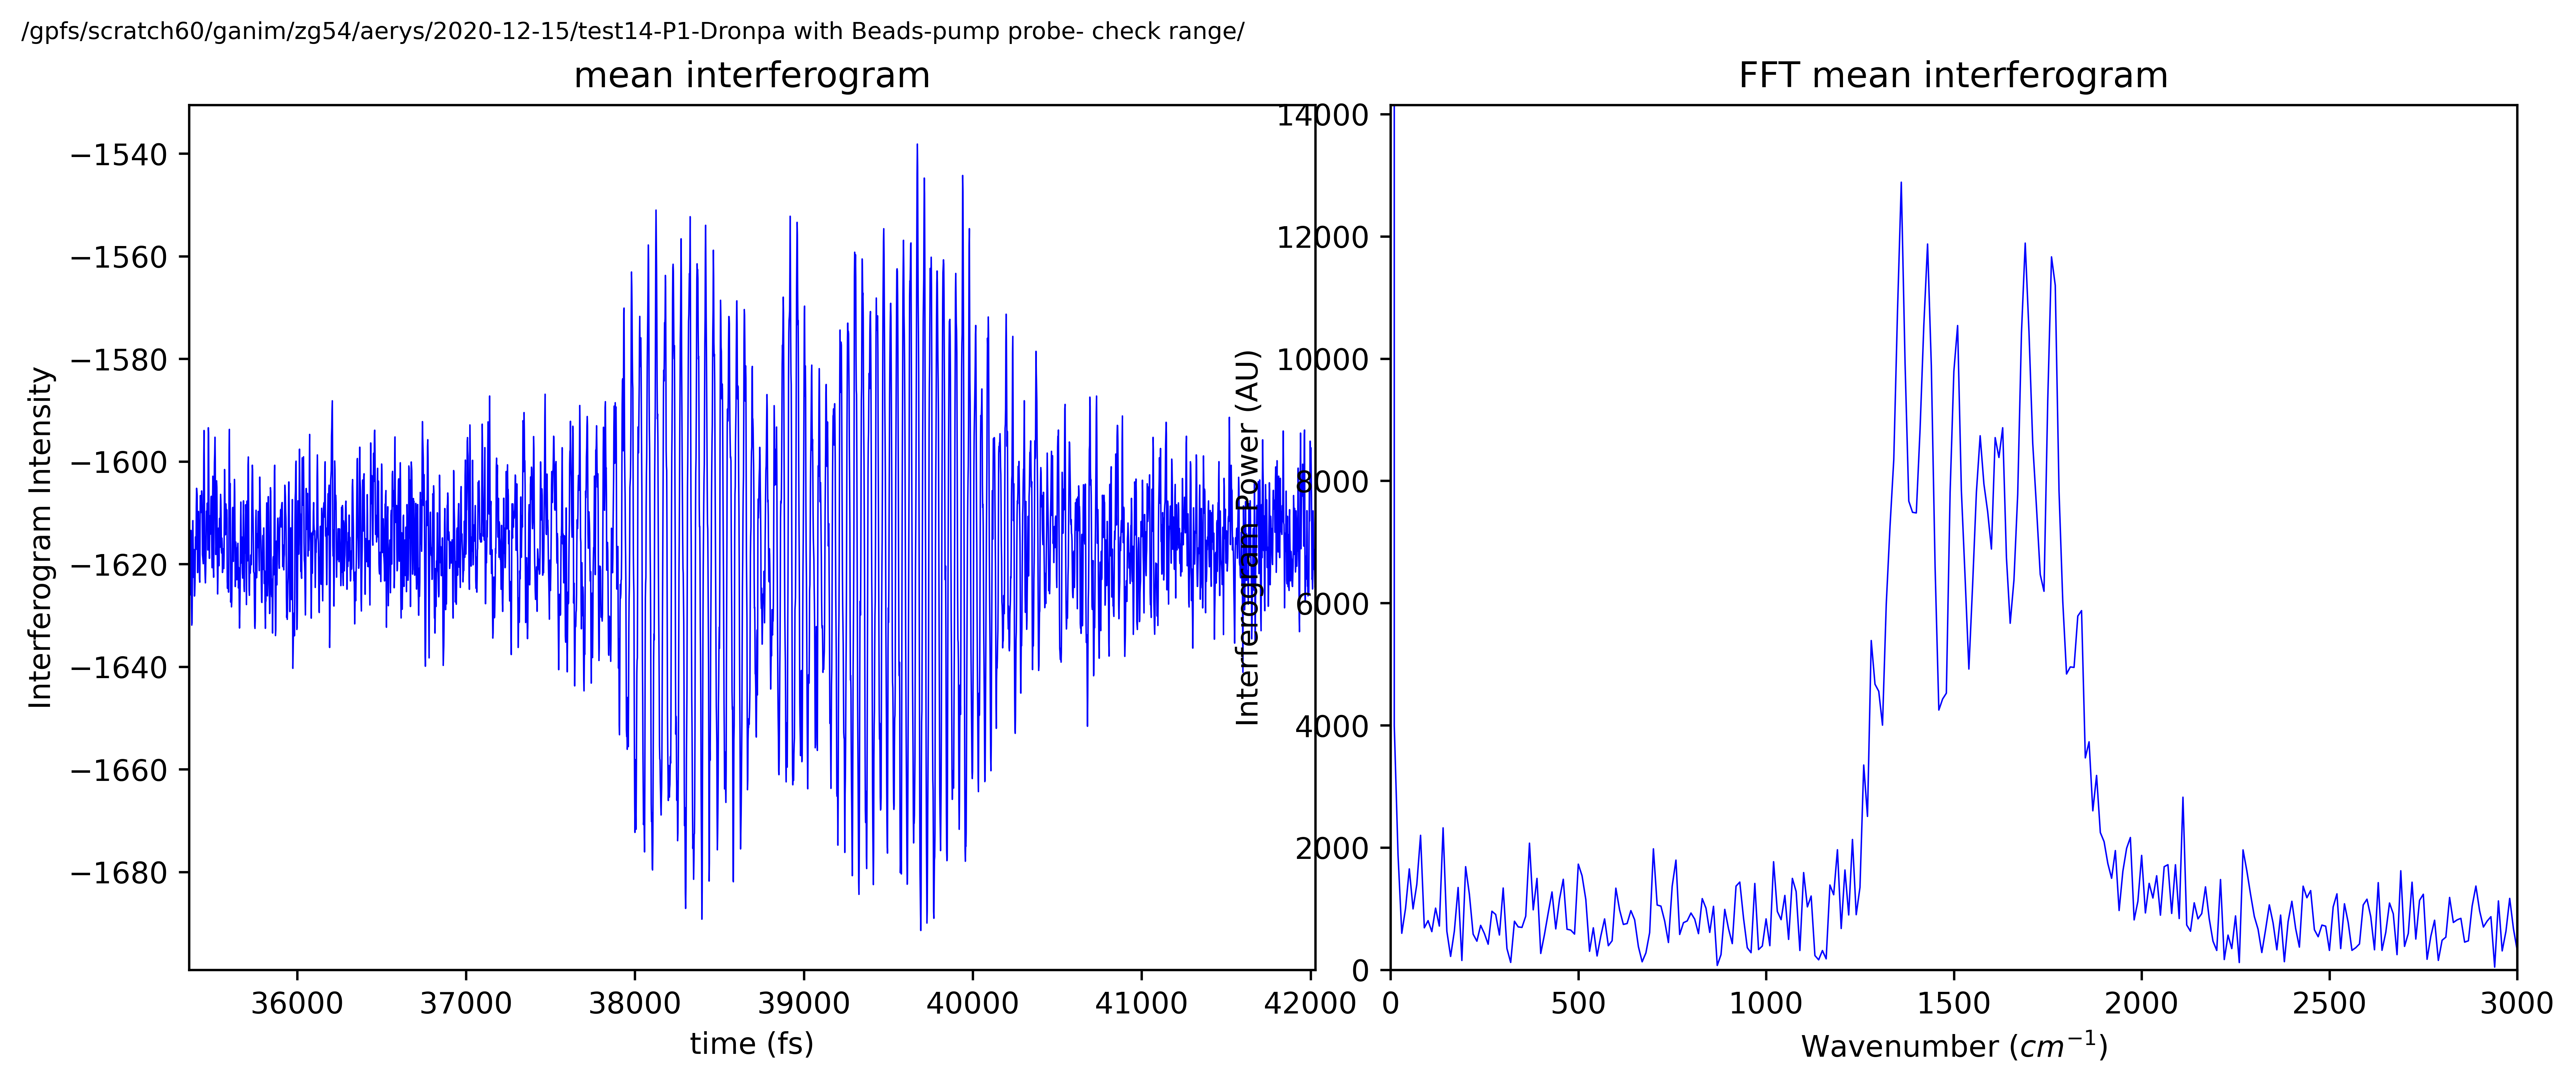 /gpfs/scratch60/ganim/zg54/aerys/2020-12-15/test14-P1-Dronpa with Beads-pump probe- check range/
mean interferogram
Interferogram Intensity
−1540
−1560
−1580
−1600
−1620
−1640
−1660
−1680
36000 37000 38000 39000 40000 41000 42000
time (fs)
FFT mean interferogram
Interferogram Power (AU)
14000
12000
10000
8000
6000
4000
2000
0
0 500 1000 1500 2000 2500 3000
Wavenumber (cm⁻¹)